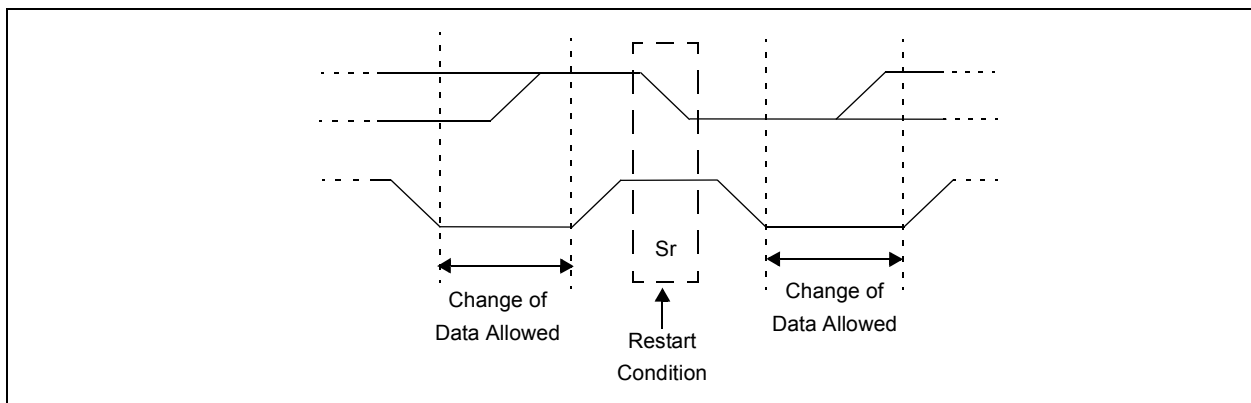 Sr
Change of
Data Allowed
Restart
Condition
Change of
Data Allowed